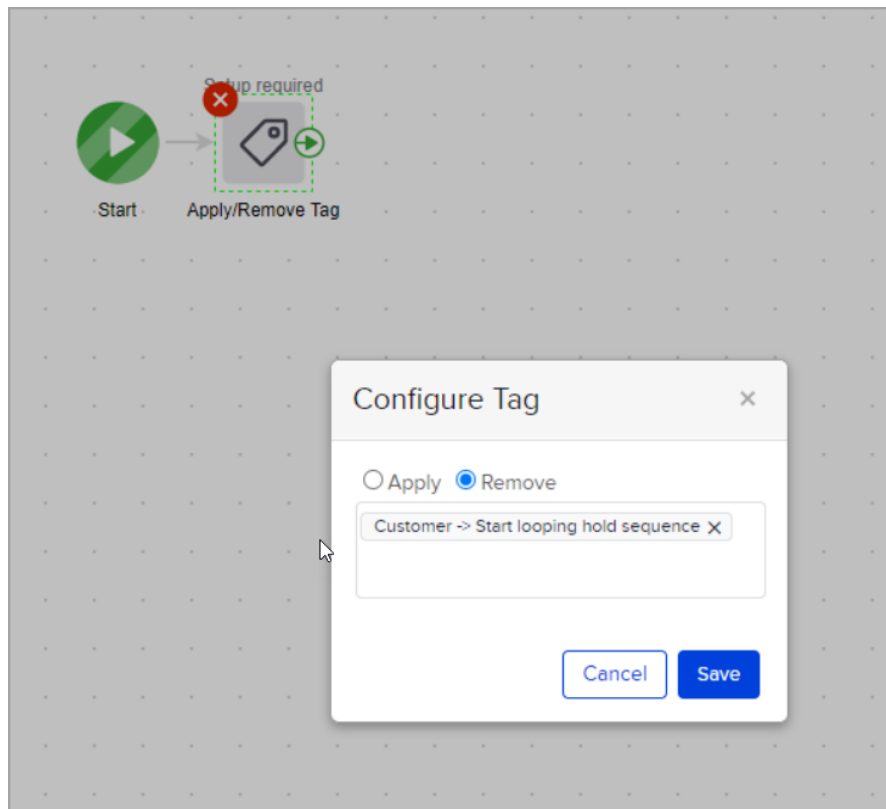 Setup required
Start
Apply/Remove Tag
Configure Tag
Apply Remove
Customer -> Start looping hold sequence
Cancel Save